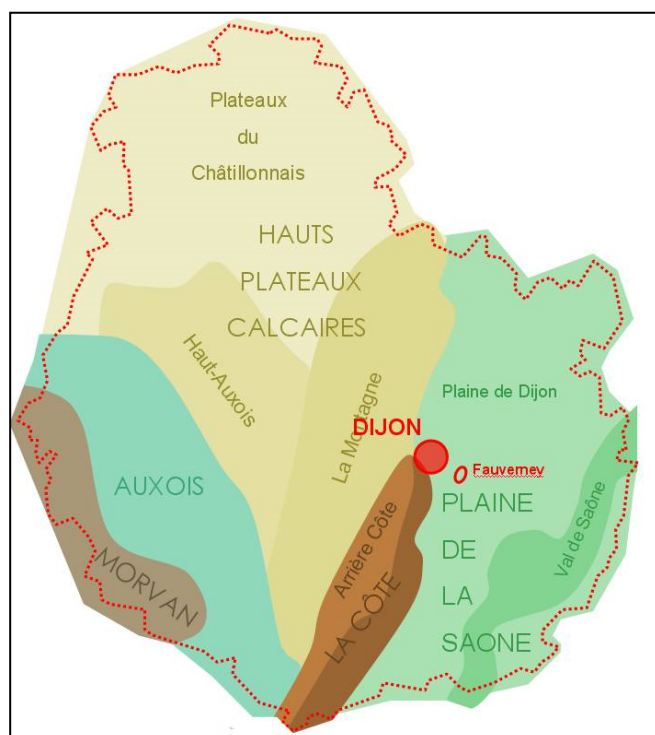 Plateaux
du
Châtillonnais
HAUTS
PLATEAUX
CALCAIRES
Haut-Auxois
La Montagne
Plaine de Dijon
DIJON
Fauverney
AUXOIS
MORVAN
Arrière Côte
LA CÔTE
PLAINE
DE
LA
SAONE
Val de Saône